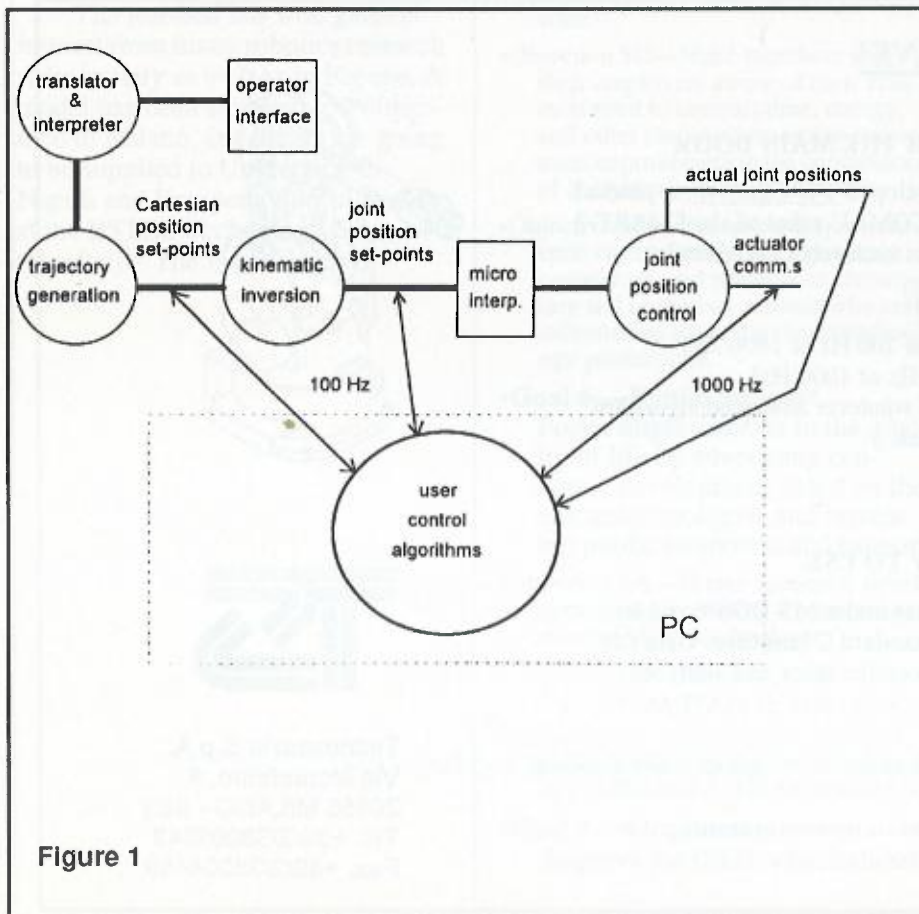 translator
&
interpreter
operator
interface
actual joint positions
Cartesian
position
set-points
joint
position
set-points
trajectory
generation
kinematic
inversion
micro
interp.
joint
position
control
actuator
comm.s
100 Hz
1000 Hz
user
control
algorithms
PC
Figure 1